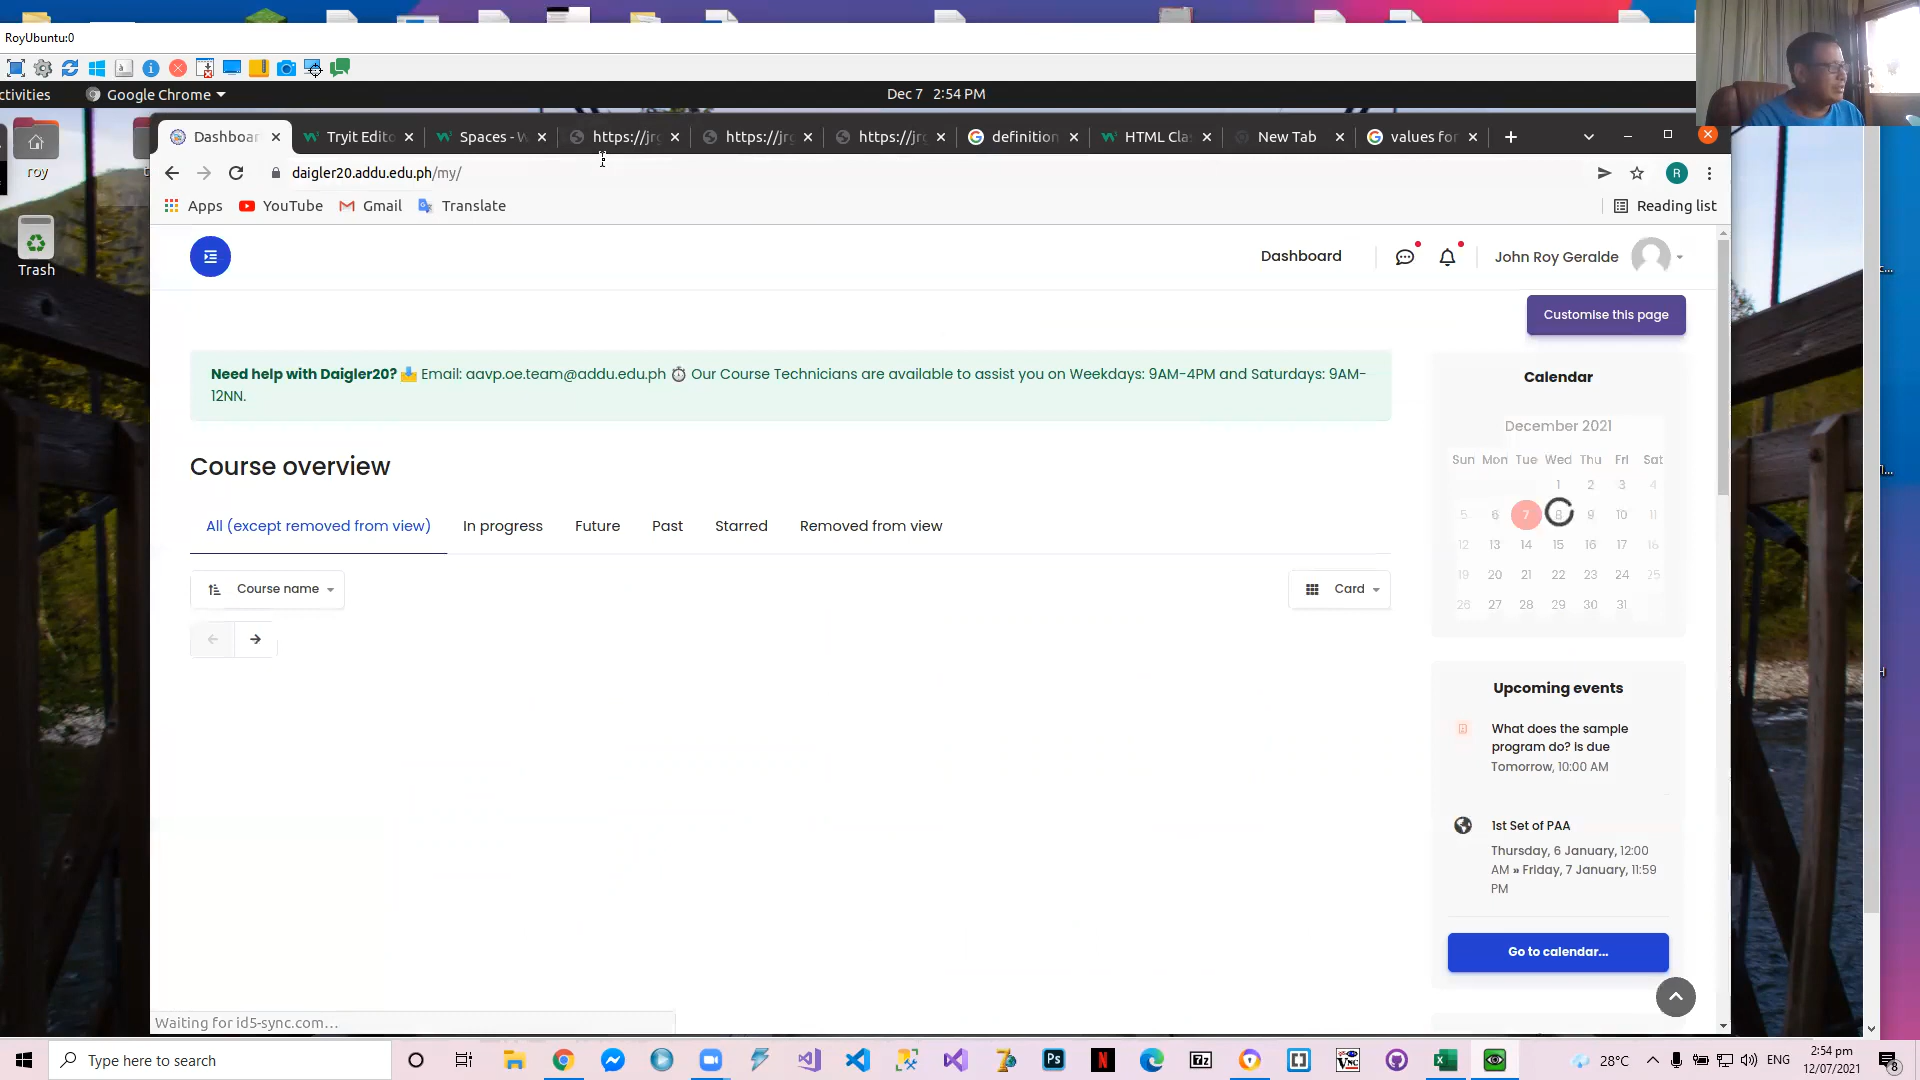 RoyUbuntu:0
ctivities
Google Chrome
Dec 7 2:54 PM
Dashboar
Tryit Edito
Spaces - W
https://jrg
https://jrg
https://jrg
definition
HTML Cla
New Tab
values for
daigler20.addu.edu.ph/my/
R
Apps
YouTube
Gmail
Translate
Reading list
roy
Trash
Dashboard
John Roy Geralde
Customise this page
Need help with Daigler20? Email: aavp.oe.team@addu.edu.ph Our Course Technicians are available to assist you on Weekdays: 9AM-4PM and Saturdays: 9AM-
12NN.
Course overview
All (except removed from view)
In progress
Future
Past
Starred
Removed from view
Course name
Card
Calendar
December 2021
Sun Mon Tue Wed Thu Fri Sat
1 2 3 4
5 6 7 8 9 10 11
12 13 14 15 16 17 18
19 20 21 22 23 24 25
26 27 28 29 30 31
Upcoming events
What does the sample
program do? is due
Tomorrow, 10:00 AM
1st Set of PAA
Thursday, 6 January, 12:00
AM » Friday, 7 January, 11:59
PM
Go to calendar...
Waiting for id5-sync.com...
Type here to search
Ps
N
7z
28°C
ENG
2:54 pm
12/07/2021
8